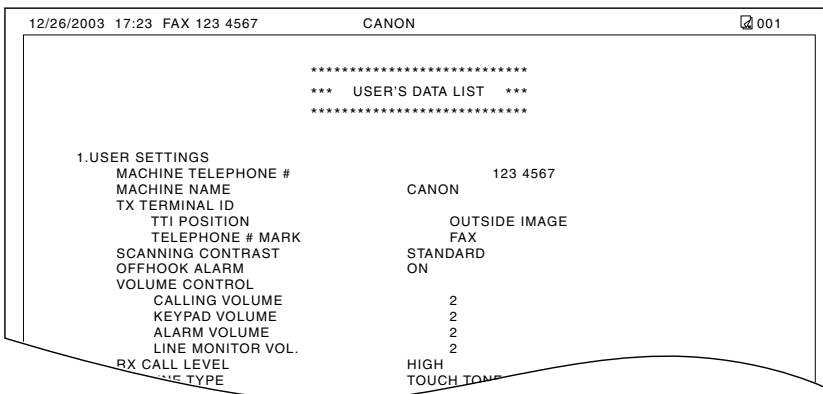 12/26/2003 17:23 FAX 123 4567 CANON 001
***************************
*** USER'S DATA LIST ***
***************************
1.USER SETTINGS
MACHINE TELEPHONE # 123 4567
MACHINE NAME CANON
TX TERMINAL ID
TTI POSITION OUTSIDE IMAGE
TELEPHONE # MARK FAX
SCANNING CONTRAST STANDARD
OFFHOOK ALARM ON
VOLUME CONTROL
CALLING VOLUME 2
KEYPAD VOLUME 2
ALARM VOLUME 2
LINE MONITOR VOL. 2
RX CALL LEVEL HIGH
TYPE TOUCH TONE